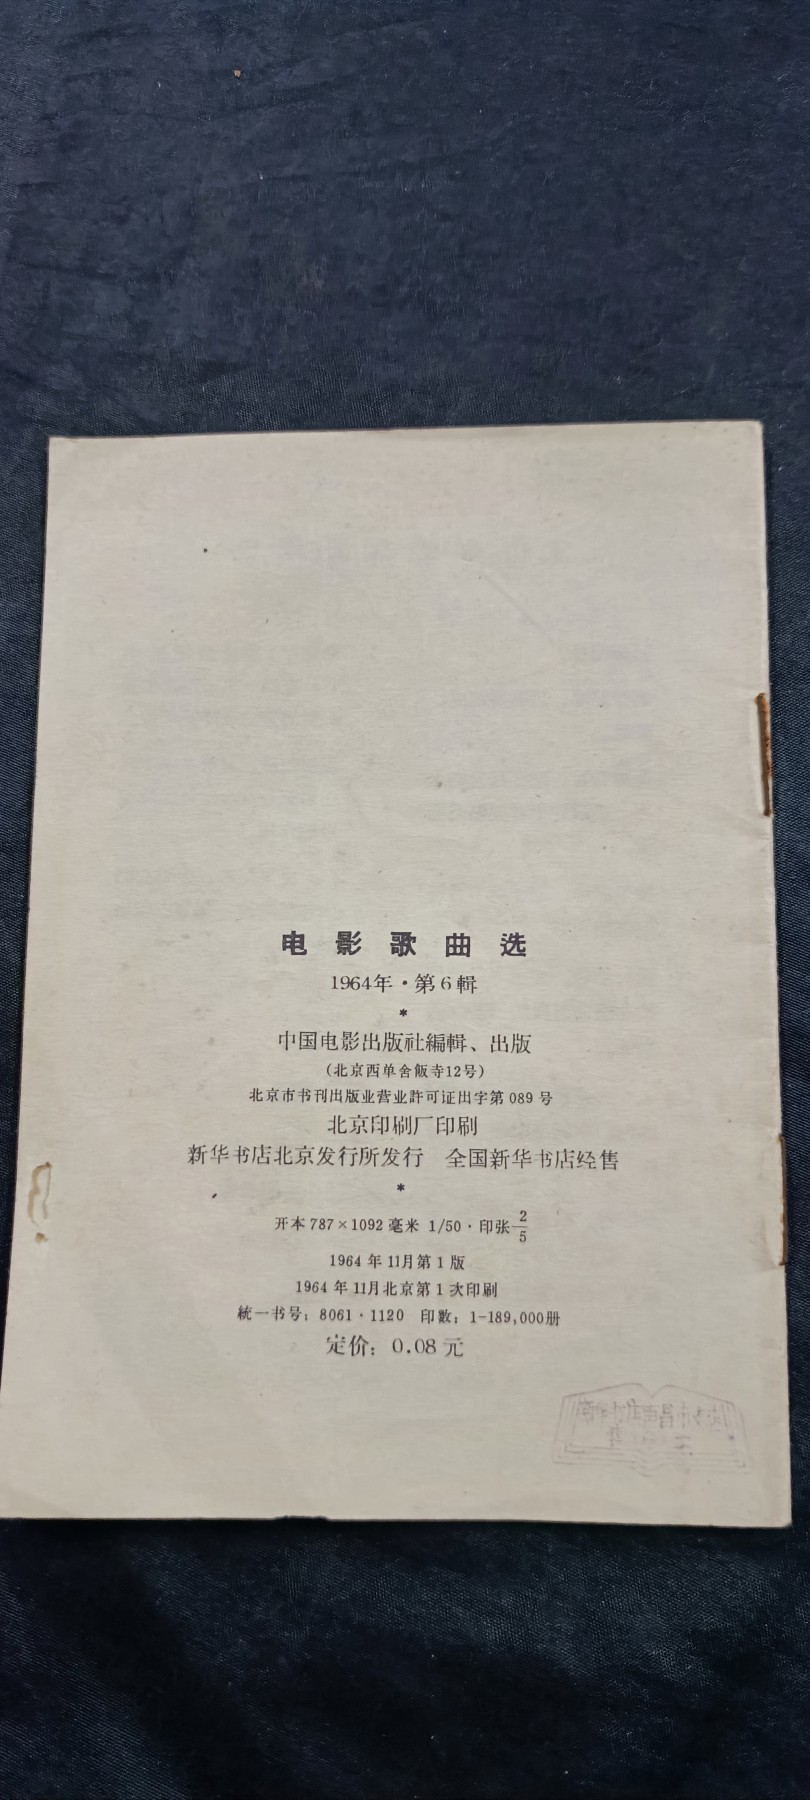 电影歌曲选
1964年·第6輯
*
中国电影出版社編輯、出版
(北京西单舍飯寺12号)
北京市书刊出版业营业許可证出字第089号
北京印刷厂印刷
新华书店北京发行所发行 全国新华书店经售
*
开本787×1092毫米 1/50·印张2/5
1964年11月第1版
1964年11月北京第1次印刷
統一书号：8061·1120 印数：1-189,000册
定价：0.08元